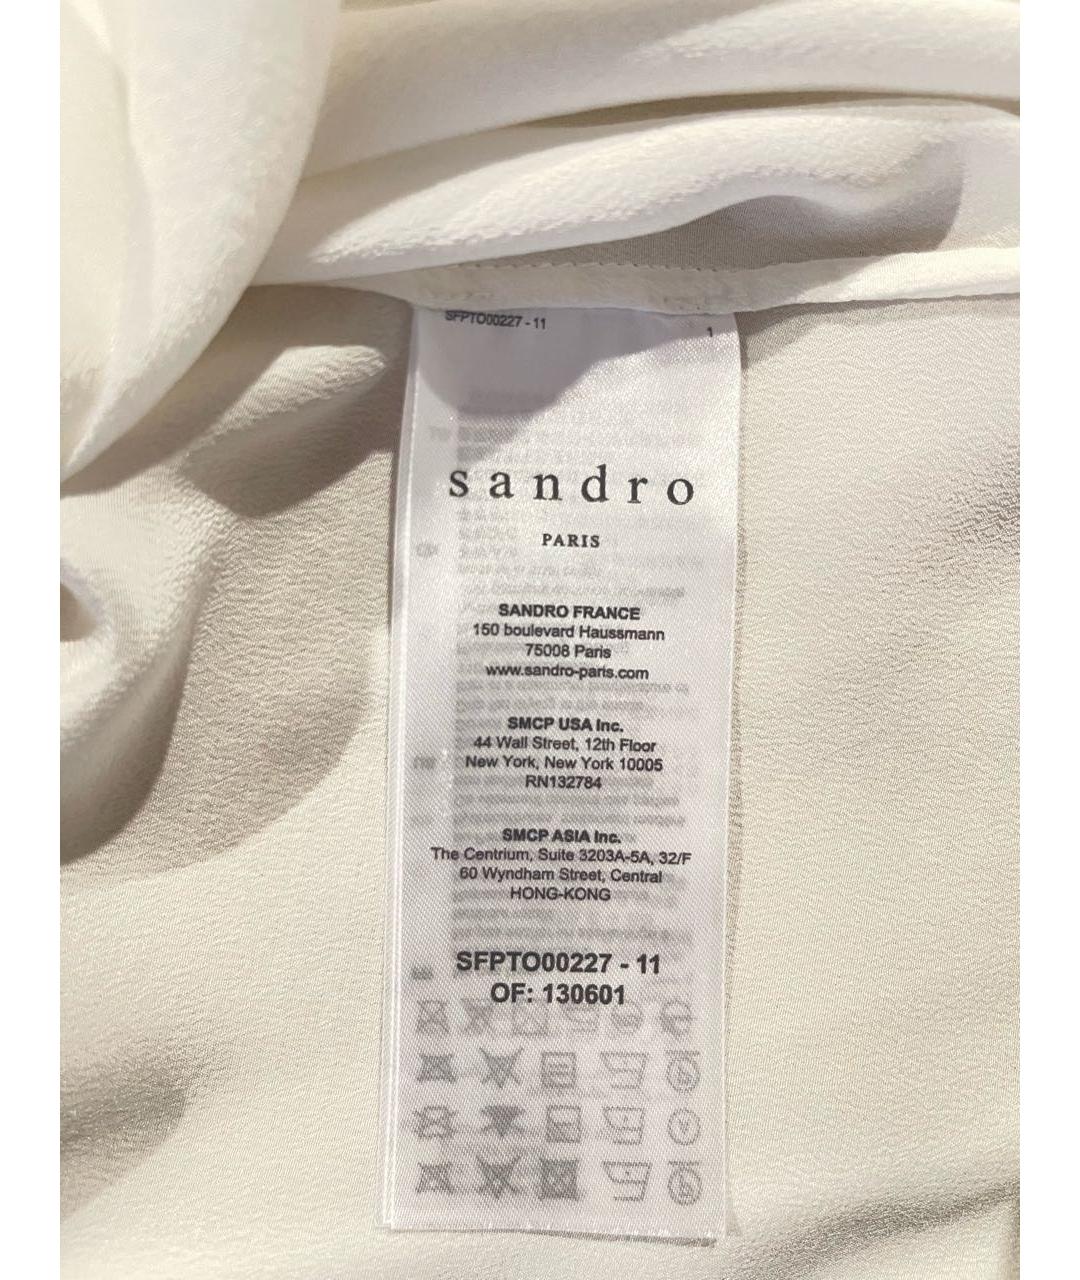 SFPTO00227 - 11
1
sandro
PARIS
SANDRO FRANCE
150 boulevard Haussmann
75008 Paris
www.sandro-paris.com
SMCP USA Inc.
44 Wall Street, 12th Floor
New York, New York 10005
RN132784
SMCP ASIA Inc.
The Centrium, Suite 3203A-5A, 32/F
60 Wyndham Street, Central
HONG-KONG
SFPTO00227 - 11
OF: 130601